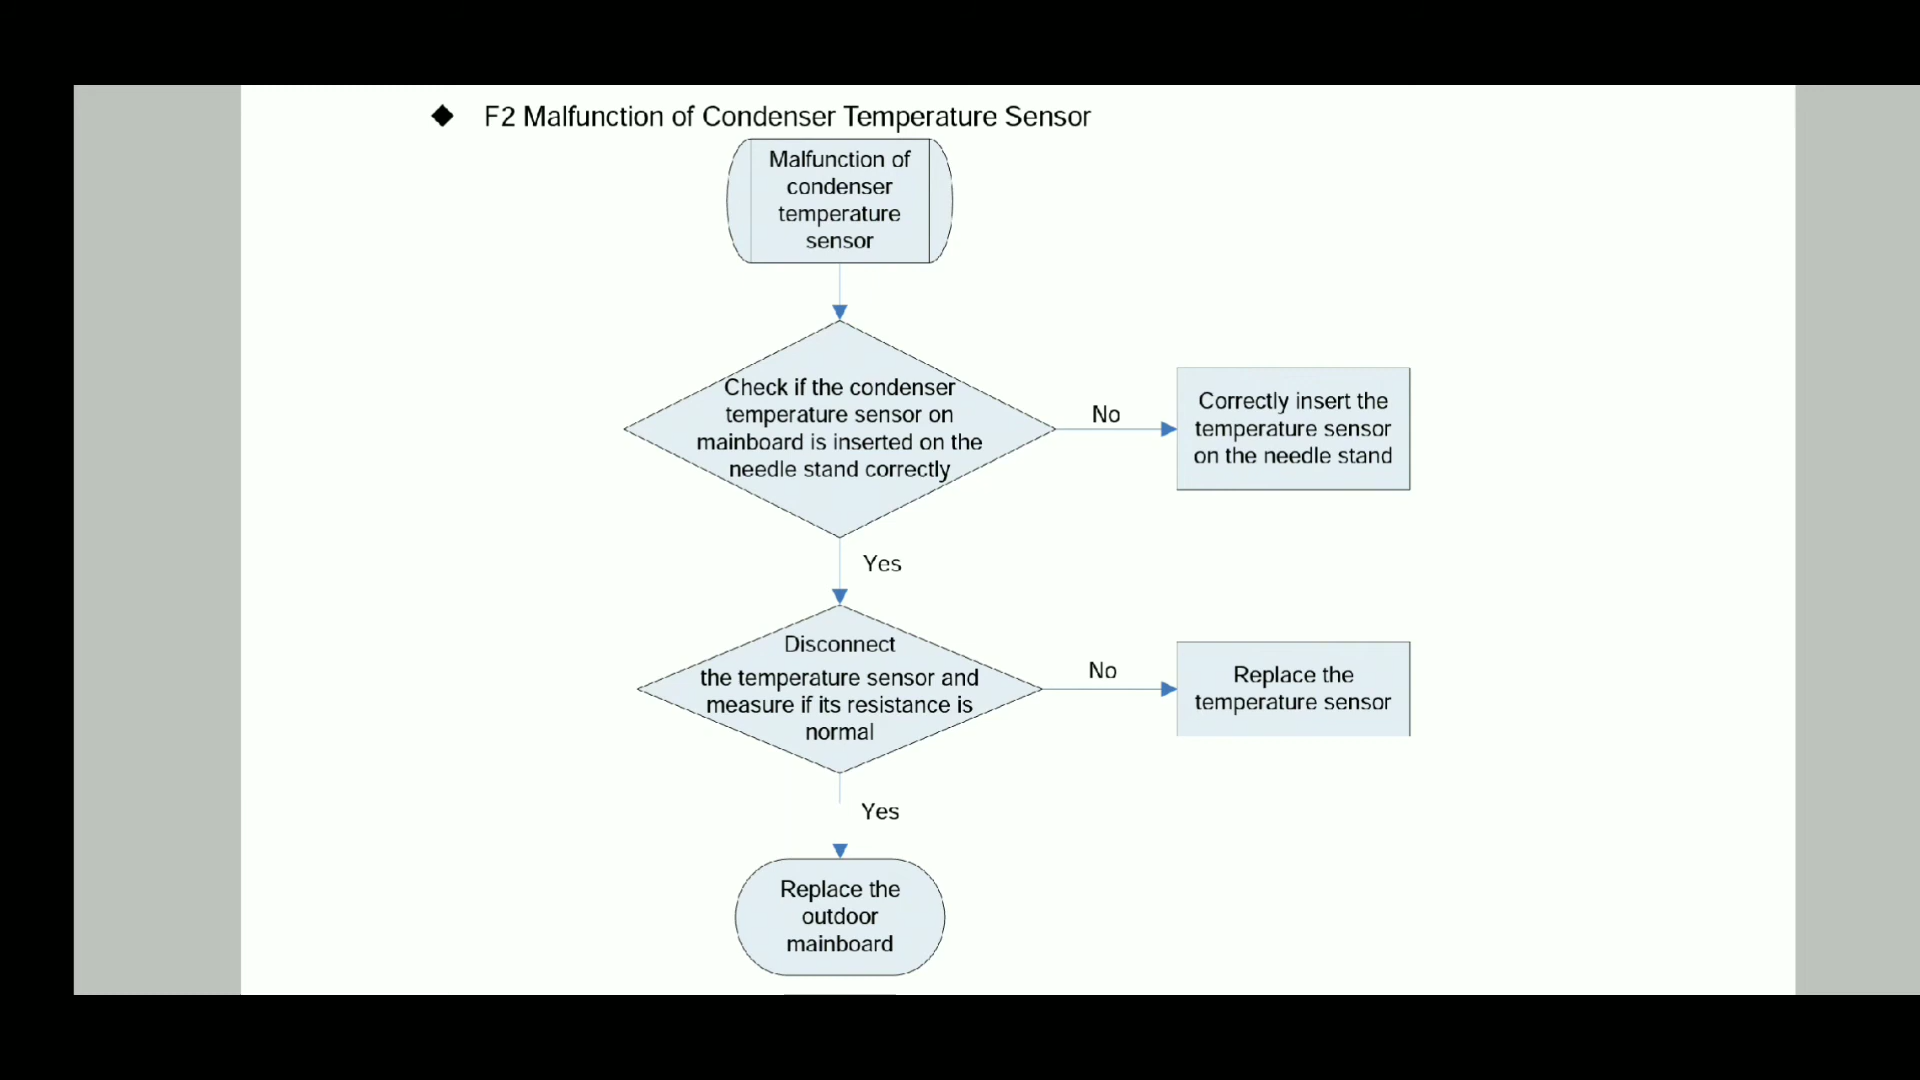 F2 Malfunction of Condenser Temperature Sensor
Malfunction of
condenser
temperature
sensor
Check if the condenser
temperature sensor on
mainboard is inserted on the
needle stand correctly
No
Correctly insert the
temperature sensor
on the needle stand
Yes
Disconnect
the temperature sensor and
measure if its resistance is
normal
No
Replace the
temperature sensor
Yes
Replace the
outdoor
mainboard